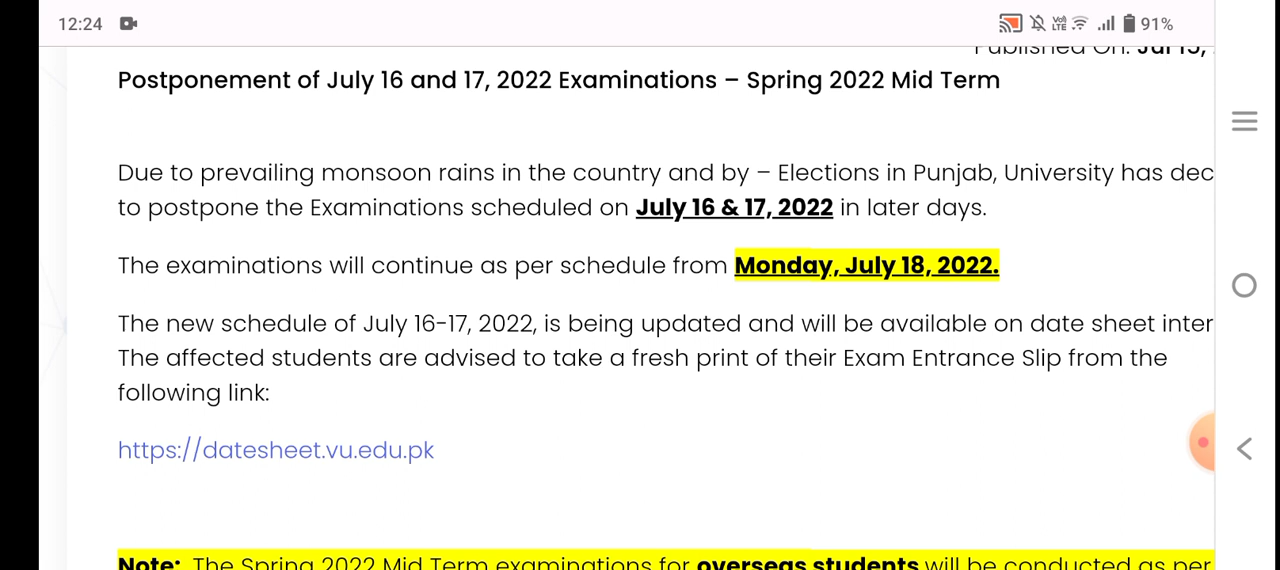 12:24
VoLTE 91%
Published On: Jul 15,
Postponement of July 16 and 17, 2022 Examinations – Spring 2022 Mid Term
Due to prevailing monsoon rains in the country and by – Elections in Punjab, University has dec
to postpone the Examinations scheduled on July 16 & 17, 2022 in later days.
The examinations will continue as per schedule from Monday, July 18, 2022.
The new schedule of July 16-17, 2022, is being updated and will be available on date sheet inter
The affected students are advised to take a fresh print of their Exam Entrance Slip from the
following link:
https://datesheet.vu.edu.pk
Note: The Spring 2022 Mid Term examinations for overseas students will be conducted as per